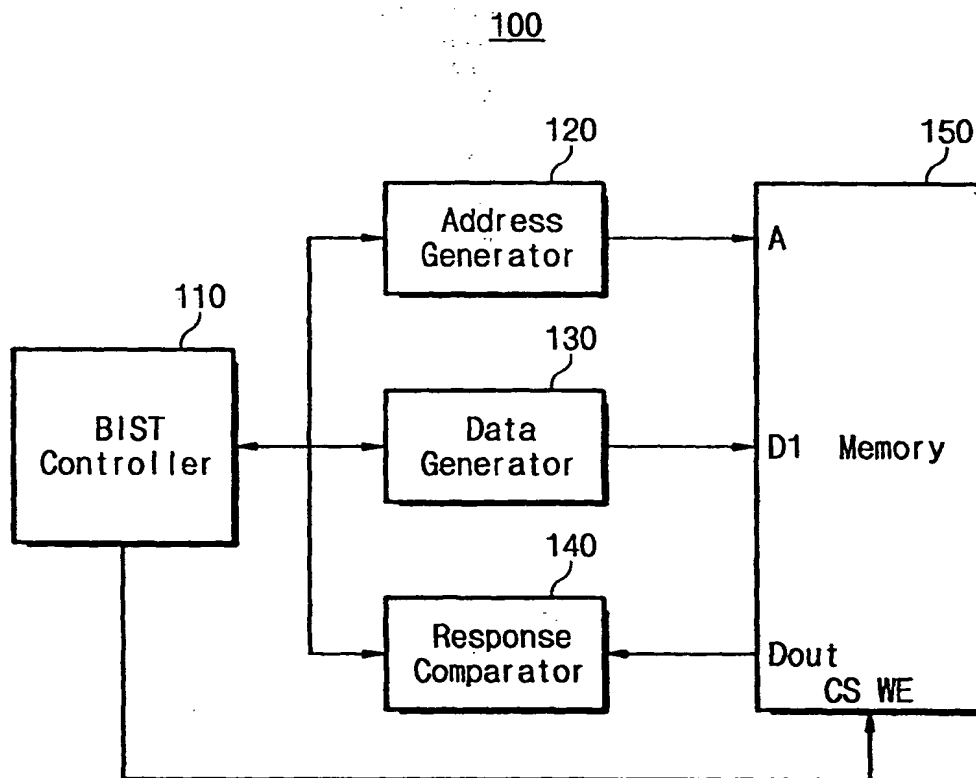 100
120
150
Address
Generator
A
110
130
BIST
Controller
Data
Generator
D1 Memory
140
Response
Comparator
Dout
CS WE